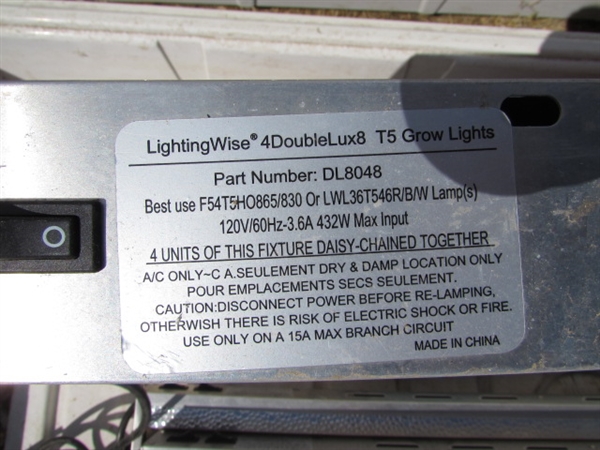 LightingWise® 4DoubleLux8 T5 Grow Lights
Part Number: DL8048
Best use F54T5HO865/830 Or LWL36T546R/B/W Lamp(s)
120V/60Hz-3.6A 432W Max Input
4 UNITS OF THIS FIXTURE DAISY-CHAINED TOGETHER
A/C ONLY~C A.SEULEMENT DRY & DAMP LOCATION ONLY
POUR EMPLACEMENTS SECS SEULEMENT.
CAUTION:DISCONNECT POWER BEFORE RE-LAMPING,
OTHERWISH THERE IS RISK OF ELECTRIC SHOCK OR FIRE.
USE ONLY ON A 15A MAX BRANCH CIRCUIT
MADE IN CHINA